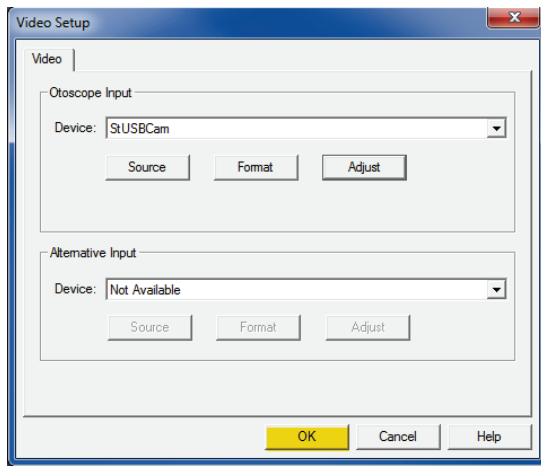 Video Setup
x
Video
Otoscope Input
Device: StUSBCam
Source Format Adjust
Alternative Input
Device: Not Available
Source Format Adjust
OK Cancel Help